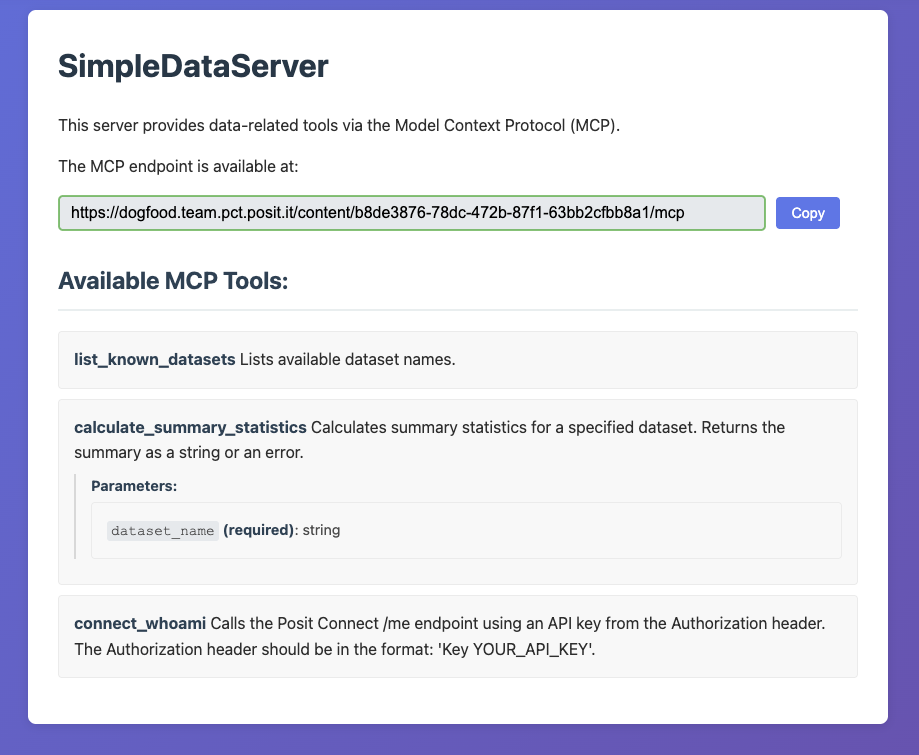 SimpleDataServer
This server provides data-related tools via the Model Context Protocol (MCP).
The MCP endpoint is available at:
https://dogfood.team.pct.posit.it/content/b8de3876-78dc-472b-87f1-63bb2cfbb8a1/mcp
Copy
Available MCP Tools:
list_known_datasets Lists available dataset names.
calculate_summary_statistics Calculates summary statistics for a specified dataset. Returns the
summary as a string or an error.
Parameters:
dataset_name (required): string
connect_whoami Calls the Posit Connect /me endpoint using an API key from the Authorization header.
The Authorization header should be in the format: 'Key YOUR_API_KEY'.